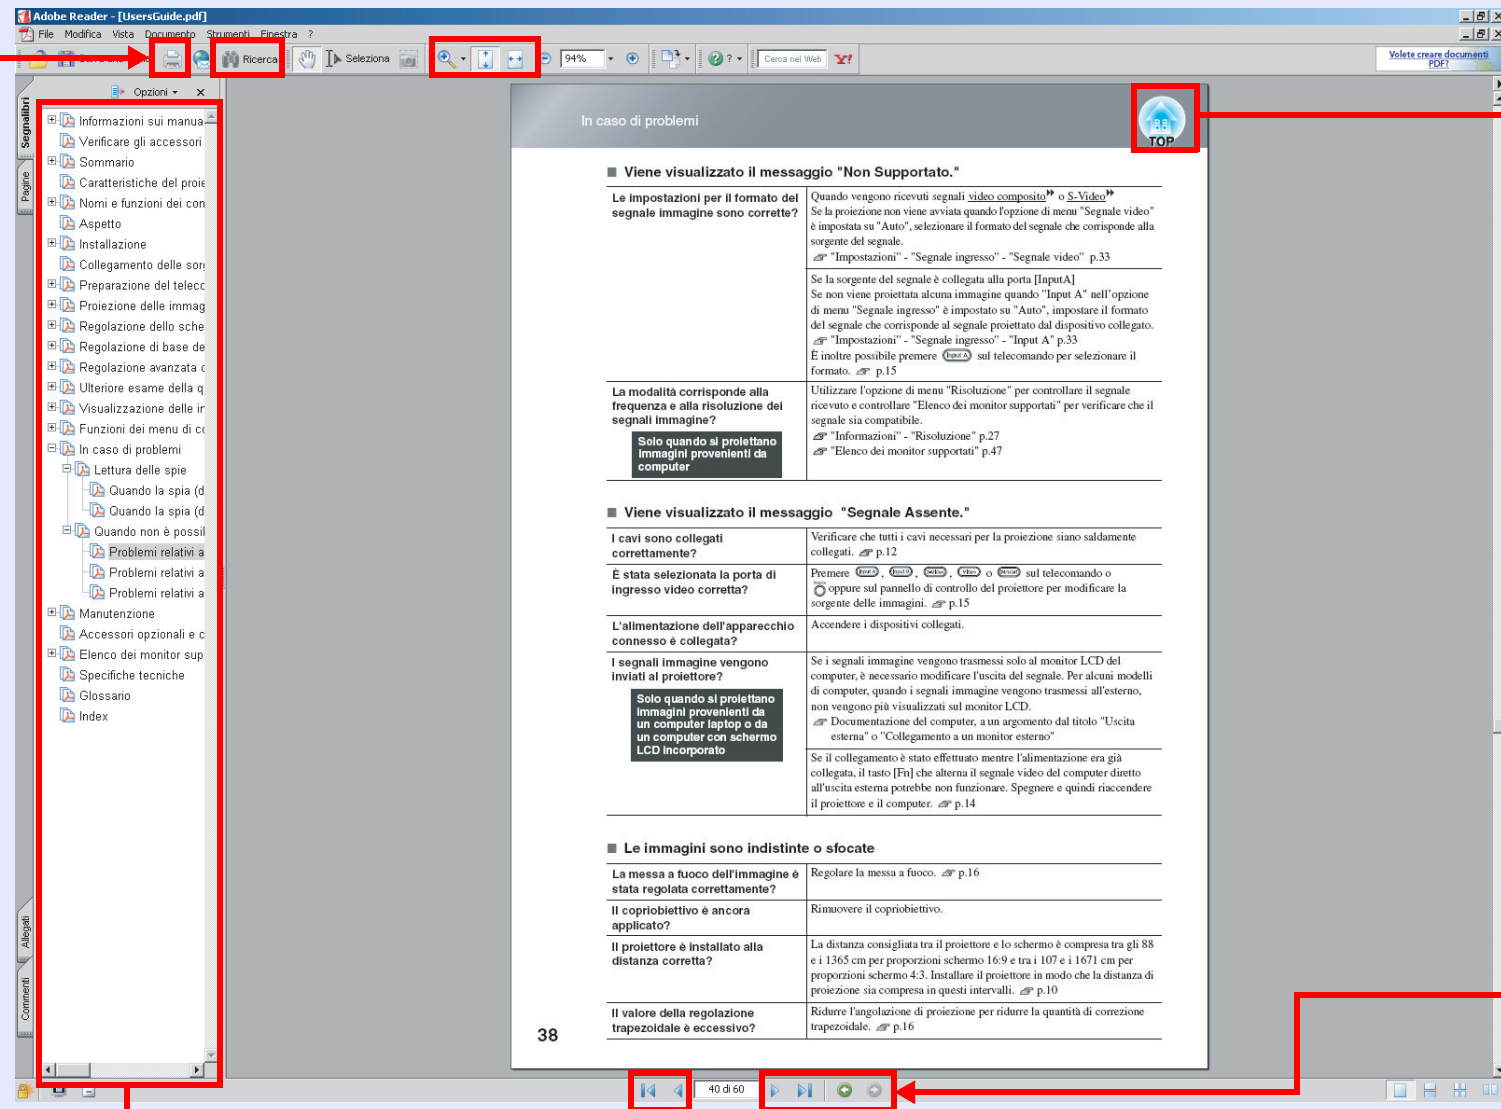 Adobe Reader - [UsersGuide.pdf]
File Modifica Vista Documento Strumenti Finestra ?
Ricerca Seleziona 94% ? Cerca nel Web Y!
Volete creare documenti PDF?
Opzioni x
Segnalibri
Pagine
Allegati
Commenti
Informazioni sui manua
Verificare gli accessori
Sommario
Caratteristiche del proie
Nomi e funzioni dei con
Aspetto
Installazione
Collegamento delle sor
Preparazione del teleco
Proiezione delle immag
Regolazione dello sche
Regolazione di base de
Regolazione avanzata
Ulteriore esame della q
Visualizzazione delle
Funzioni dei menu di
In caso di problemi
Lettura delle spie
Quando la spia (d
Quando la spia (d
Quando non è possi
Problemi relativi a
Problemi relativi a
Problemi relativi a
Manutenzione
Accessori opzionali e c
Elenco dei monitor sup
Specifiche tecniche
Glossario
Index
In caso di problemi
TOP
■ Viene visualizzato il messaggio "Non Supportato."
Le impostazioni per il formato del
segnale immagine sono corrette?
Quando vengono ricevuti segnali video composito o S-Video
Se la proiezione non viene avviata quando l'opzione di menu "Segnale video"
è impostata su "Auto", selezionare il formato del segnale che corrisponde alla
sorgente del segnale.
"Impostazioni" - "Segnale ingresso" - "Segnale video" p.33
Se la sorgente del segnale è collegata alla porta [InputA]
Se non viene proiettata alcuna immagine quando "Input A" nell'opzione
di menu "Segnale ingresso" è impostato su "Auto", impostare il formato
del segnale che corrisponde al segnale proiettato dal dispositivo collegato.
"Impostazioni" - "Segnale ingresso" - "Input A" p.33
È inoltre possibile premere Input A sul telecomando per selezionare il
formato. p.15
La modalità corrisponde alla
frequenza e alla risoluzione dei
segnali immagine?
Solo quando si proiettano
immagini provenienti da
computer
Utilizzare l'opzione di menu "Risoluzione" per controllare il segnale
ricevuto e controllare "Elenco dei monitor supportati" per verificare che il
segnale sia compatibile.
"Informazioni" - "Risoluzione" p.27
"Elenco dei monitor supportati" p.47
■ Viene visualizzato il messaggio "Segnale Assente."
I cavi sono collegati
correttamente?
Verificare che tutti i cavi necessari per la proiezione siano saldamente
collegati. p.12
È stata selezionata la porta di
ingresso video corretta?
Premere Input A, Input B, S-Video, Video o sul telecomando o
oppure sul pannello di controllo del proiettore per modificare la
sorgente delle immagini. p.15
L'alimentazione dell'apparecchio
connesso è collegata?
Accendere i dispositivi collegati.
I segnali immagine vengono
inviati al proiettore?
Solo quando si proiettano
immagini provenienti da
un computer laptop o da
un computer con schermo
LCD incorporato
Se i segnali immagine vengono trasmessi solo al monitor LCD del
computer, è necessario modificare l'uscita del segnale. Per alcuni modelli
di computer, quando i segnali immagine vengono trasmessi all'esterno,
non vengono più visualizzati sul monitor LCD.
Documentazione del computer, a un argomento dal titolo "Uscita
esterna" o "Collegamento a un monitor esterno"
Se il collegamento è stato effettuato mentre l'alimentazione era già
collegata, il tasto [Fn] che alterna il segnale video del computer diretto
all'uscita esterna potrebbe non funzionare. Spegnere e quindi riaccendere
il proiettore e il computer. p.14
■ Le immagini sono indistinte o sfocate
La messa a fuoco dell'immagine è
stata regolata correttamente?
Regolare la messa a fuoco. p.16
Il copriobiettivo è ancora
applicato?
Rimuovere il copriobiettivo.
Il proiettore è installato alla
distanza corretta?
La distanza consigliata tra il proiettore e lo schermo è compresa tra gli 88
e i 1365 cm per proporzioni schermo 16:9 e tra i 107 e i 1671 cm per
proporzioni schermo 4:3. Installare il proiettore in modo che la distanza di
proiezione sia compresa in questi intervalli. p.10
Il valore della regolazione
trapezoidale è eccessivo?
Ridurre l'angolazione di proiezione per ridurre la quantità di correzione
trapezoidale. p.16
38
40 di 60